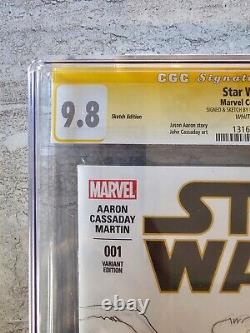 CGC Signatu
9.8
Sketch Edition
Star W
Marvel C
SIGNED & SKETCH BY
WHIT
Jason Aaron story
John Cassaday art
1316
MARVEL
AARON
CASSADAY
MARTIN
001
VARIANT
EDITION
STAR
WA